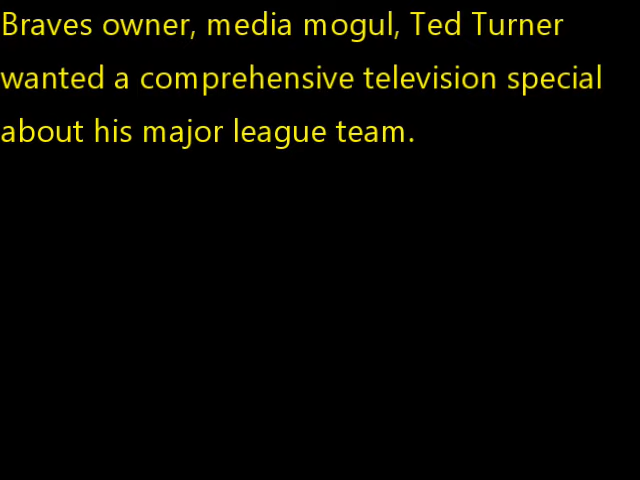 Braves owner, media mogul, Ted Turner
wanted a comprehensive television special
about his major league team.